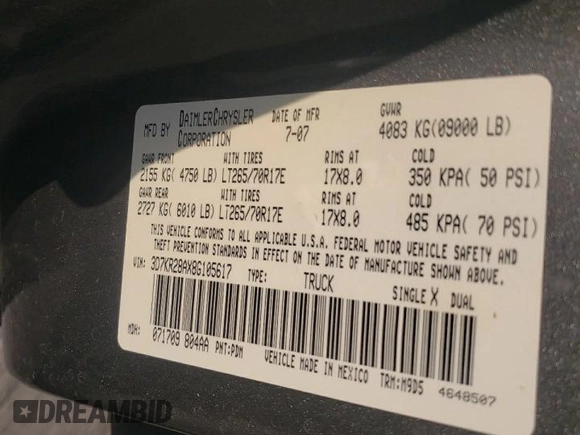 MFD BY DAIMLERCHRYSLER CORPORATION
DATE OF MFR 7-07
GVWR 4083 KG(09000 LB)
GAWR FRONT WITH TIRES RIMS AT COLD
2155 KG( 4750 LB) LT265/70R17E 17X8.0 350 KPA( 50 PSI)
GAWR REAR WITH TIRES RIMS AT COLD
2727 KG( 6010 LB) LT265/70R17E 17X8.0 485 KPA( 70 PSI)
THIS VEHICLE CONFORMS TO ALL APPLICABLE U.S.A. FEDERAL MOTOR VEHICLE SAFETY AND
THEFT PREVENTION STANDARDS IN EFFECT ON THE DATE OF MANUFACTURE SHOWN ABOVE.
VIN: 3D7KR28AX8G105617 TYPE: TRUCK SINGLE X DUAL
MDH: 071709 804AA PNT:PDM VEHICLE MADE IN MEXICO TRM:M9D5 4648507
DREAMBID